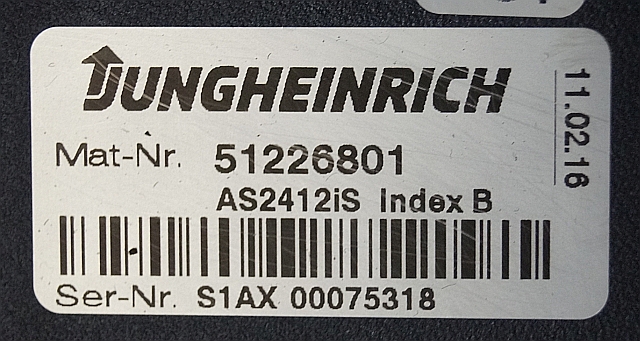 JUNGHEINRICH
Mat-Nr. 51226801
AS2412iS Index B
Ser-Nr. S1AX 00075318
11.02.16